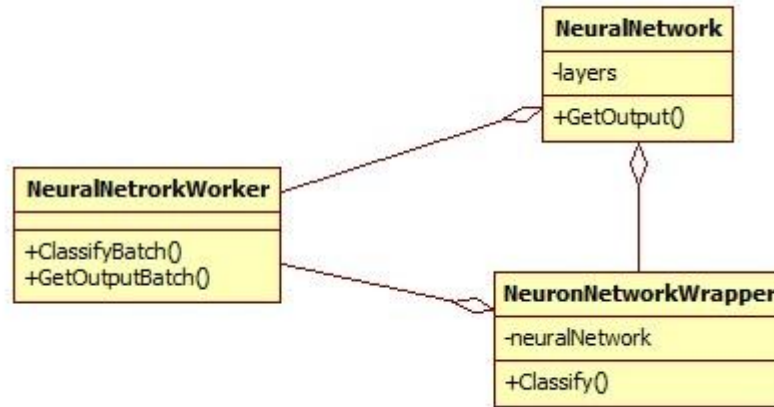 NeuralNetwork
-layers
+GetOutput()
NeuralNetrorkWorker
+ClassifyBatch()
+GetOutputBatch()
NeuronNetworkWrapper
-neuralNetwork
+Classify()